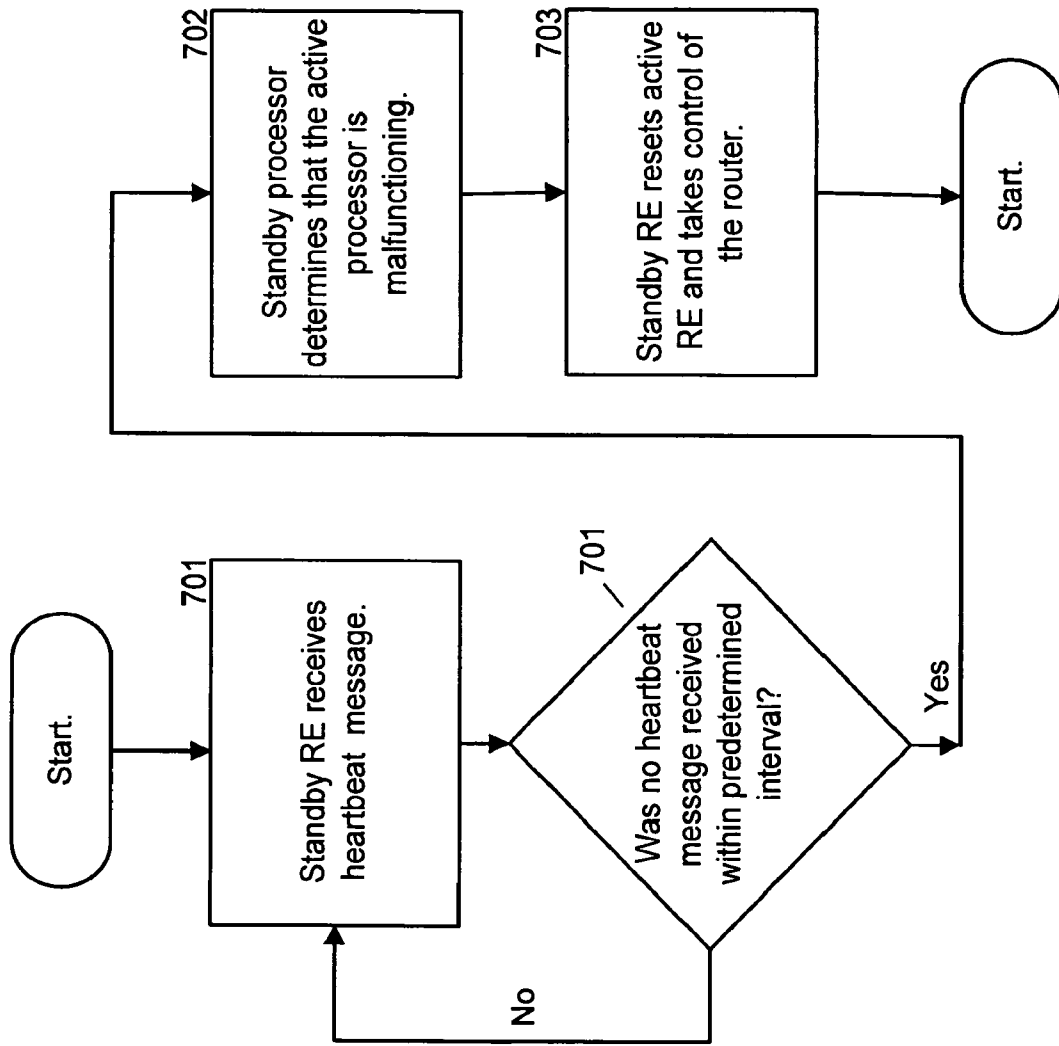 Start.
701
Standby RE receives
heartbeat message.
701
Was no heartbeat
message received
within predetermined
interval?
No
Yes
702
Standby processor
determines that the active
processor is
malfunctioning.
703
Standby RE resets active
RE and takes control of
the router.
Start.